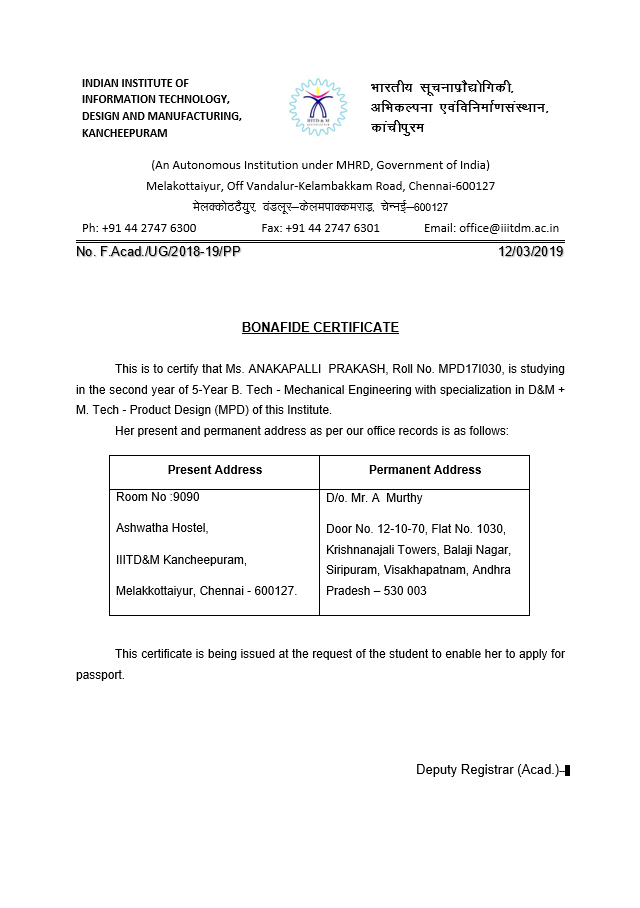 INDIAN INSTITUTE OF
INFORMATION TECHNOLOGY,
DESIGN AND MANUFACTURING,
KANCHEEPURAM
IIITD & M
भारतीय सूचनाप्रौद्योगिकी,
अभिकल्पना एवंविनिर्माणसंस्थान,
कांचीपुरम
(An Autonomous Institution under MHRD, Government of India)
Melakottaiyur, Off Vandalur-Kelambakkam Road, Chennai-600127
मेलक्कोठठैयुर, वंडलूर–केलमपाक्कमराड, चेन्नई–600127
Ph: +91 44 2747 6300 Fax: +91 44 2747 6301 Email: office@iiitdm.ac.in
No. F.Acad./UG/2018-19/PP 12/03/2019
BONAFIDE CERTIFICATE
This is to certify that Ms. ANAKAPALLI PRAKASH, Roll No. MPD17I030, is studying
in the second year of 5-Year B. Tech - Mechanical Engineering with specialization in D&M +
M. Tech - Product Design (MPD) of this Institute.
Her present and permanent address as per our office records is as follows:
Present Address
Room No :9090
Ashwatha Hostel,
IIITD&M Kancheepuram,
Melakkottaiyur, Chennai - 600127.
Permanent Address
D/o. Mr. A Murthy
Door No. 12-10-70, Flat No. 1030,
Krishnanajali Towers, Balaji Nagar,
Siripuram, Visakhapatnam, Andhra
Pradesh – 530 003
This certificate is being issued at the request of the student to enable her to apply for
passport.
Deputy Registrar (Acad.)